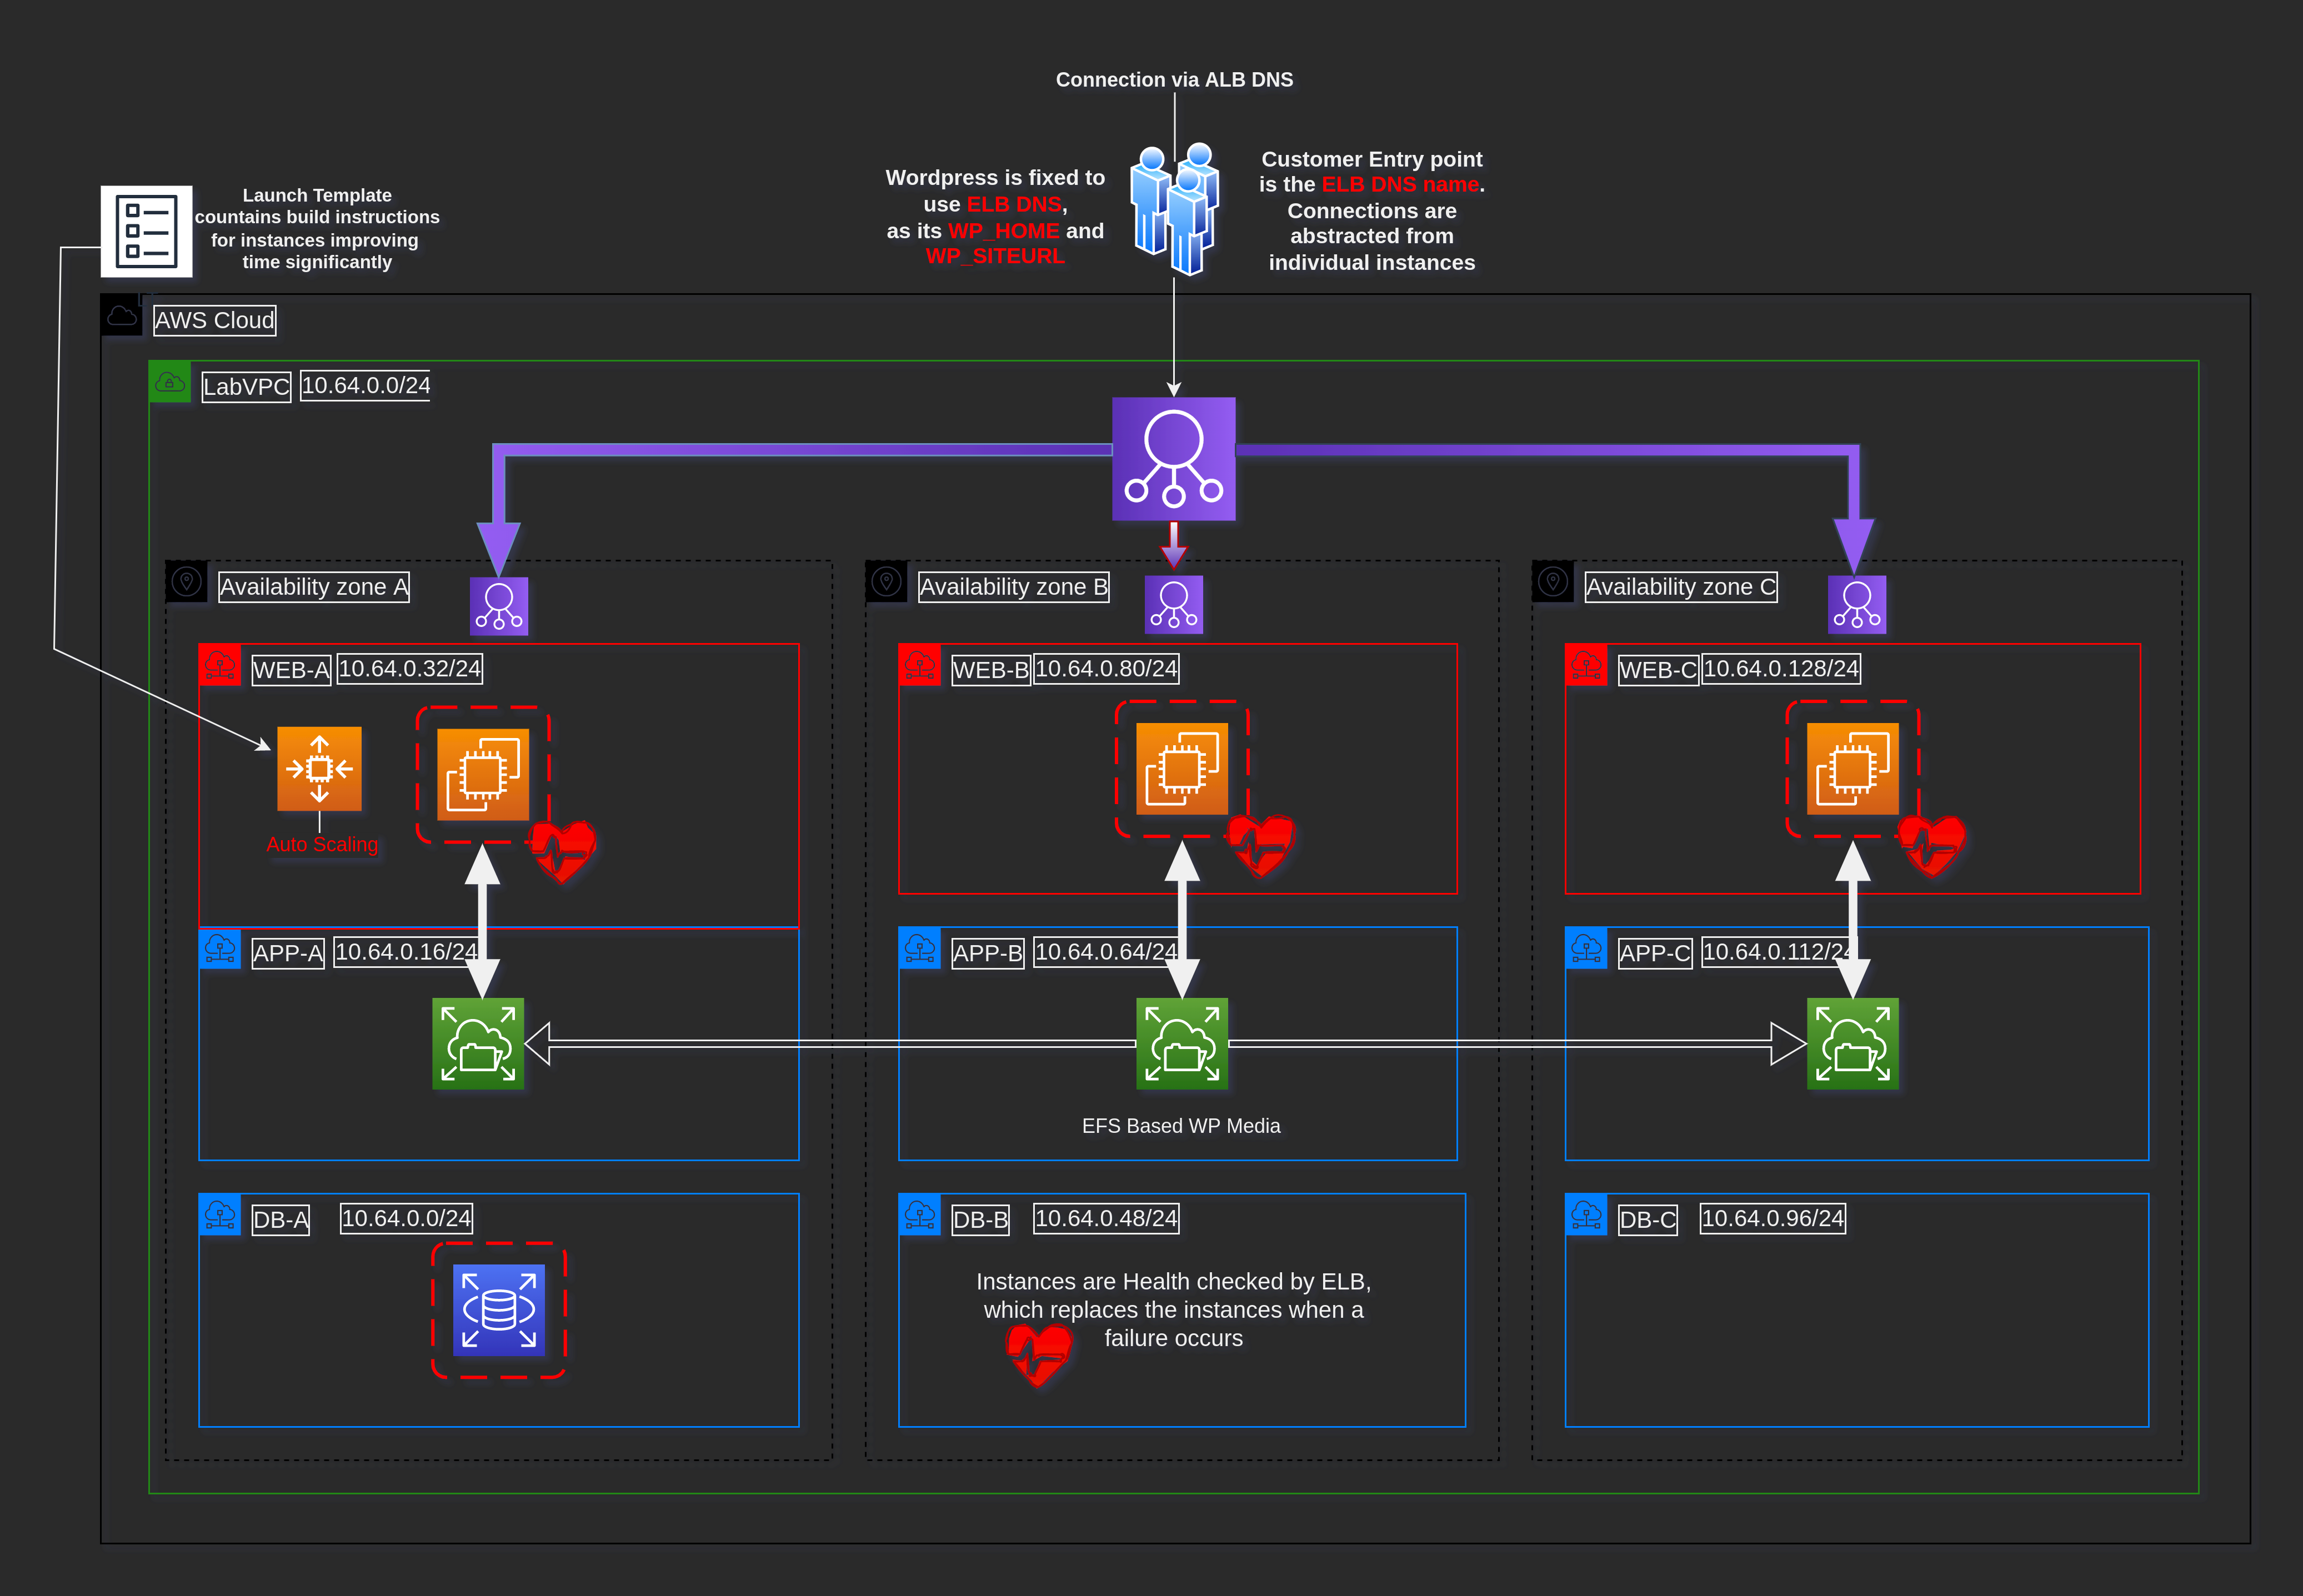 Connection via ALB DNS
Wordpress is fixed to
use ELB DNS,
as its WP_HOME and
WP_SITEURL
Customer Entry point
is the ELB DNS name.
Connections are
abstracted from
individual instances
Launch Template
countains build instructions
for instances improving
time significantly
AWS Cloud
LabVPC
10.64.0.0/24
Availability zone A
Availability zone B
Availability zone C
WEB-A
10.64.0.32/24
WEB-B
10.64.0.80/24
WEB-C
10.64.0.128/24
Auto Scaling
APP-A
10.64.0.16/24
APP-B
10.64.0.64/24
APP-C
10.64.0.112/24
EFS Based WP Media
DB-A
10.64.0.0/24
DB-B
10.64.0.48/24
DB-C
10.64.0.96/24
Instances are Health checked by ELB,
which replaces the instances when a
failure occurs